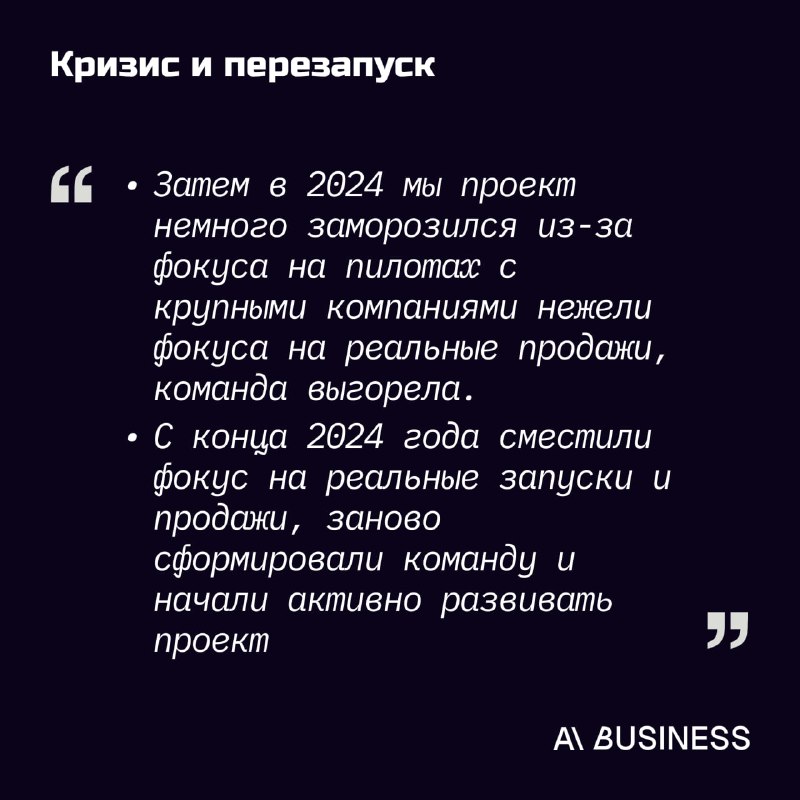 Кризис и перезапуск
“
• Затем в 2024 мы проект
немного заморозился из-за
фокуса на пилотах с
крупными компаниями нежели
фокуса на реальные продажи,
команда выгорела.
• С конца 2024 года сместили
фокус на реальные запуски и
продажи, заново
сформировали команду и
начали активно развивать
проект
”
A\ BUSINESS